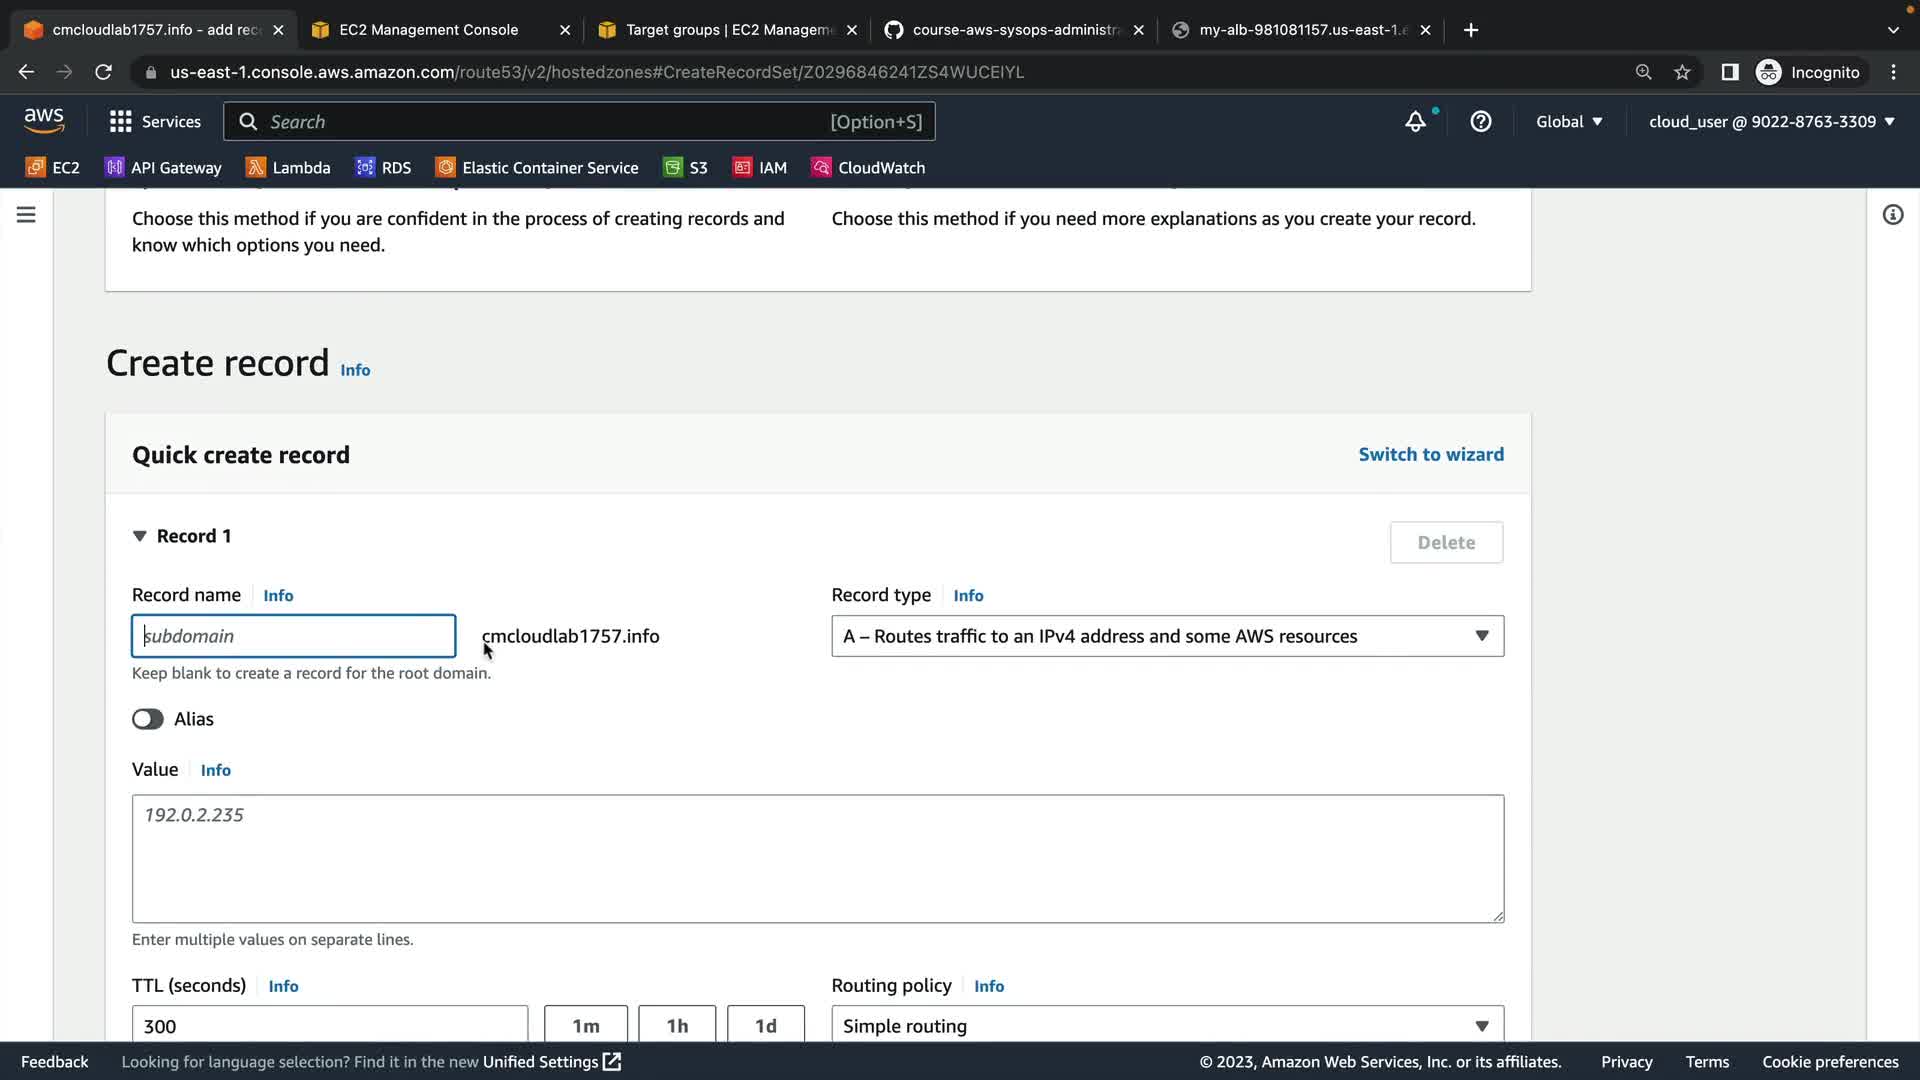 cmcloudlab1757.info - add rec
EC2 Management Console
Target groups | EC2 Manageme
course-aws-sysops-administra
my-alb-981081157.us-east-1.e
us-east-1.console.aws.amazon.com/route53/v2/hostedzones#CreateRecordSet/Z0296846241ZS4WUCEIYL
Incognito
aws
Services
Search
[Option+S]
Global
cloud_user @ 9022-8763-3309
EC2
API Gateway
Lambda
RDS
Elastic Container Service
S3
IAM
CloudWatch
Choose this method if you are confident in the process of creating records and
know which options you need.
Choose this method if you need more explanations as you create your record.
Create record Info
Quick create record
Switch to wizard
Record 1
Delete
Record name Info
subdomain
cmcloudlab1757.info
Keep blank to create a record for the root domain.
Record type Info
A – Routes traffic to an IPv4 address and some AWS resources
Alias
Value Info
192.0.2.235
Enter multiple values on separate lines.
TTL (seconds) Info
300
1m
1h
1d
Routing policy Info
Simple routing
Feedback
Looking for language selection? Find it in the new Unified Settings
© 2023, Amazon Web Services, Inc. or its affiliates.
Privacy
Terms
Cookie preferences